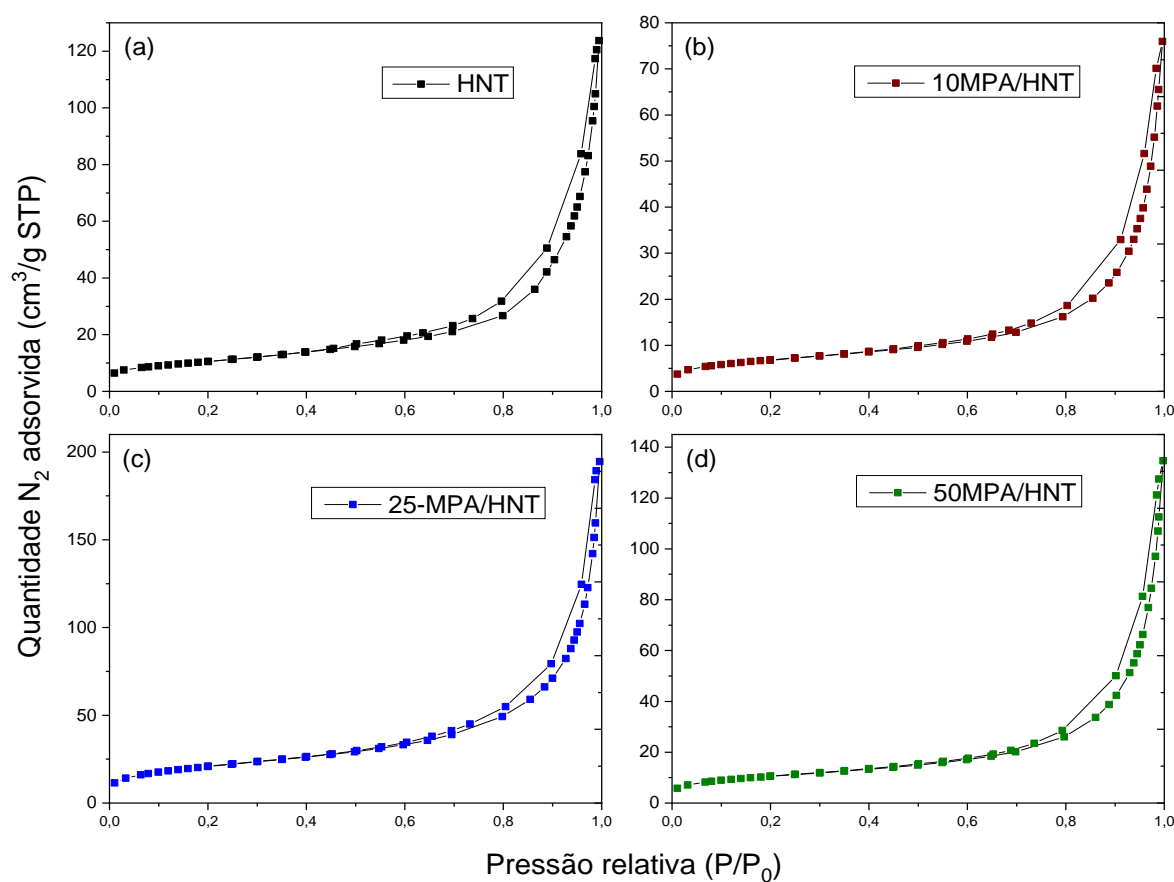 Quantidade N2 adsorvida (cm3/g STP)
(a)
HNT
120
100
80
60
40
20
0
0,0 0,2 0,4 0,6 0,8 1,0
(b)
10MPA/HNT
80
70
60
50
40
30
20
10
0
0,0 0,2 0,4 0,6 0,8 1,0
(c)
25-MPA/HNT
200
150
100
50
0
0,0 0,2 0,4 0,6 0,8 1,0
(d)
50MPA/HNT
140
120
100
80
60
40
20
0
0,0 0,2 0,4 0,6 0,8 1,0
Pressão relativa (P/P0)